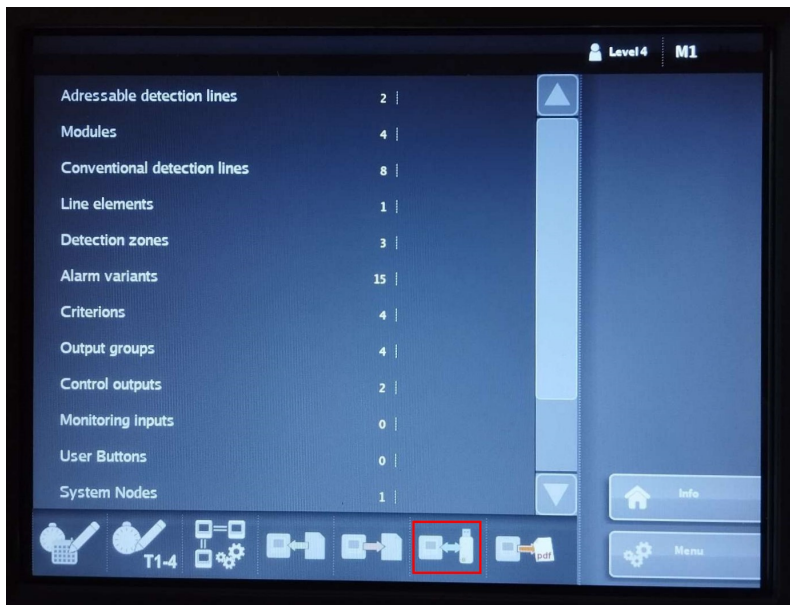 Level 4 M1
Adressable detection lines 2
Modules 4
Conventional detection lines 8
Line elements 1
Detection zones 3
Alarm variants 15
Criterions 4
Output groups 4
Control outputs 2
Monitoring inputs 0
User Buttons 0
System Nodes 1
Info
T1-4
pdf
Menu